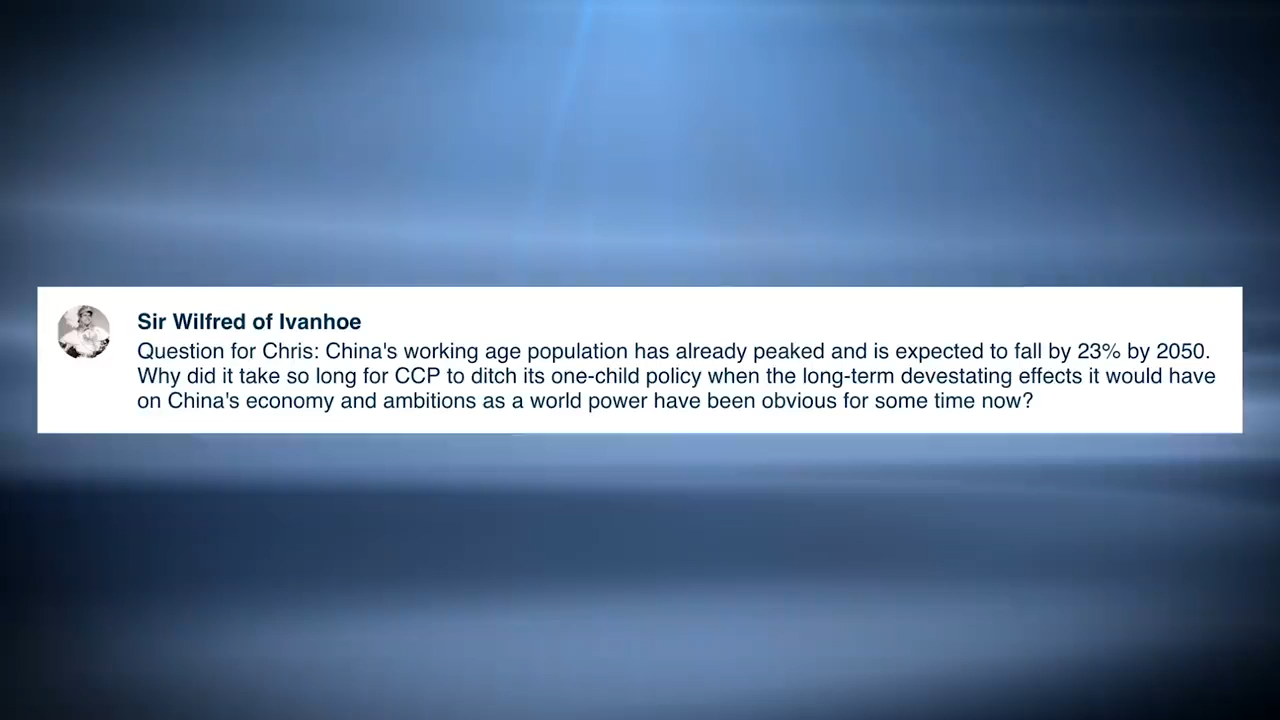 Sir Wilfred of Ivanhoe
Question for Chris: China's working age population has already peaked and is expected to fall by 23% by 2050.
Why did it take so long for CCP to ditch its one-child policy when the long-term devestating effects it would have
on China's economy and ambitions as a world power have been obvious for some time now?